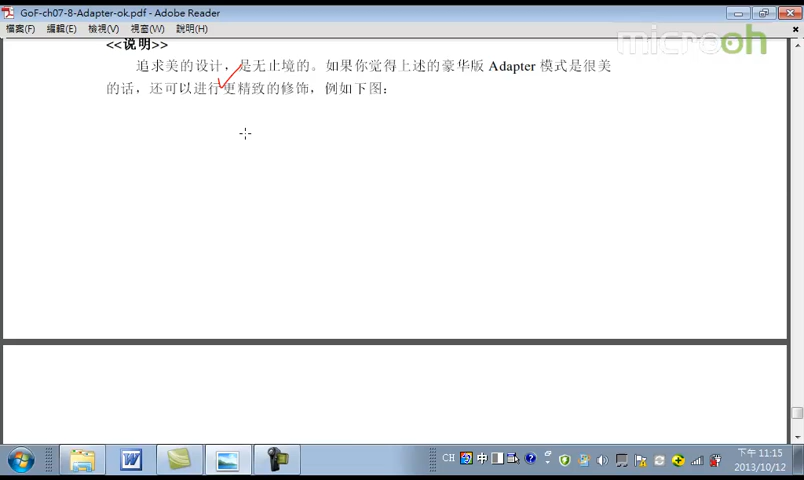 GoF-ch07-8-Adapter-ok.pdf - Adobe Reader
檔案(F) 編輯(E) 檢視(V) 視窗(W) 說明(H)
microoh
<<说明>>
追求美的设计，是无止境的。如果你觉得上述的豪华版 Adapter 模式是很美
的话，还可以进行更精致的修饰，例如下图：
CH 中
下午 11:15
2013/10/12